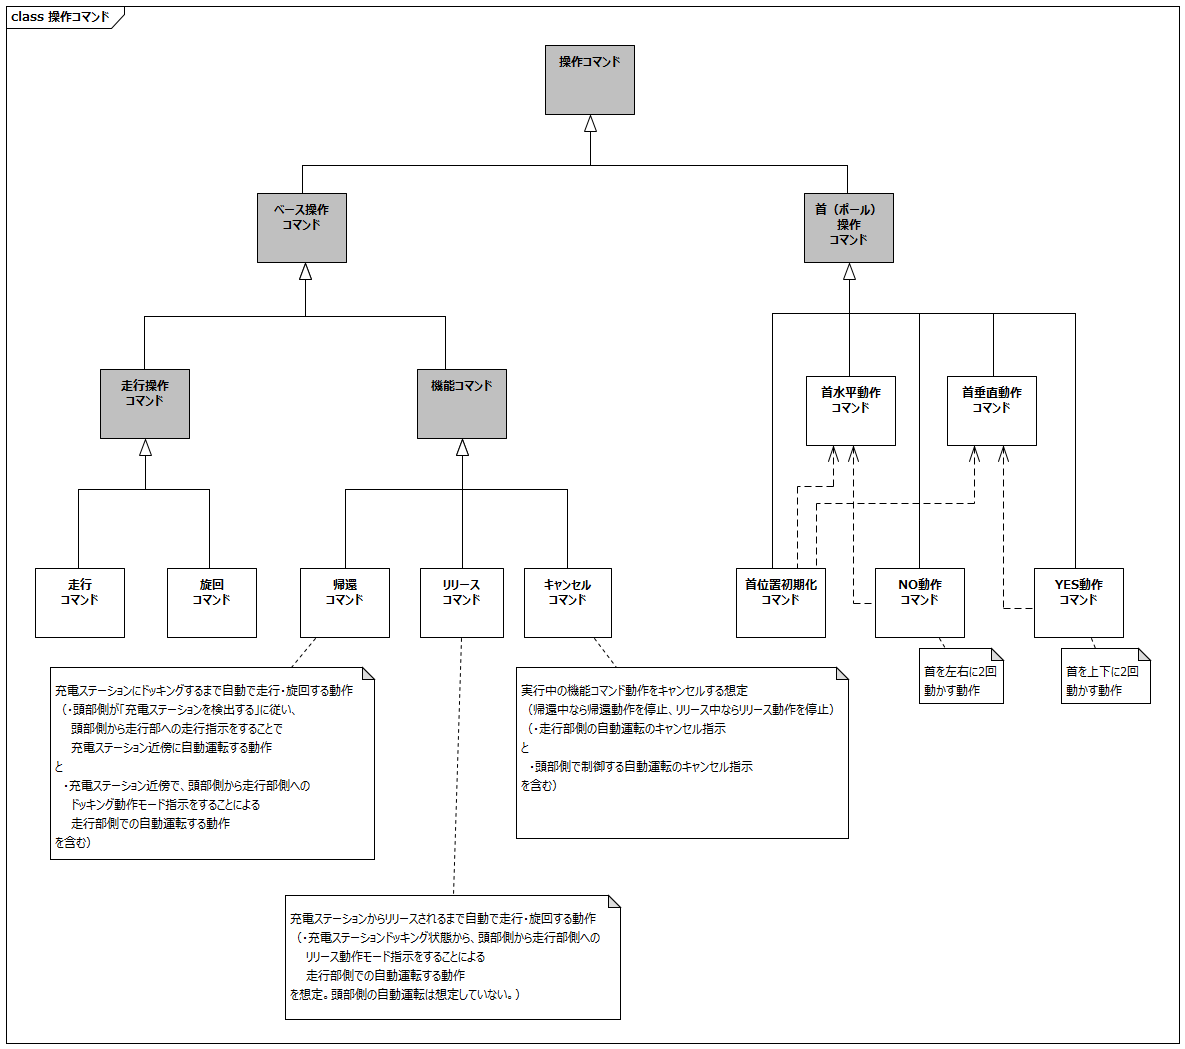 class 操作コマンド
操作コマンド
ベース操作
コマンド
首（ポール）
操作
コマンド
走行操作
コマンド
機能コマンド
首水平動作
コマンド
首垂直動作
コマンド
走行
コマンド
旋回
コマンド
帰還
コマンド
リリース
コマンド
キャンセル
コマンド
首位置初期化
コマンド
NO動作
コマンド
YES動作
コマンド
充電ステーションにドッキングするまで自動で走行・旋回する動作
（・頭部側が「充電ステーションを検出する」に従い、
頭部側から走行部への走行指示をすることで
充電ステーション近傍に自動運転する動作
と
・充電ステーション近傍で、頭部側から走行部側への
ドッキング動作モード指示をすることによる
走行部側での自動運転する動作
を含む）
実行中の機能コマンド動作をキャンセルする想定
（帰還中なら帰還動作を停止、リリース中ならリリース動作を停止）
（・走行部側の自動運転のキャンセル指示
と
・頭部側で制御する自動運転のキャンセル指示
を含む）
首を左右に2回
動かす動作
首を上下に2回
動かす動作
充電ステーションからリリースされるまで自動で走行・旋回する動作
（・充電ステーションドッキング状態から、頭部側から走行部側への
リリース動作モード指示をすることによる
走行部側での自動運転する動作
を想定。頭部側の自動運転は想定していない。）